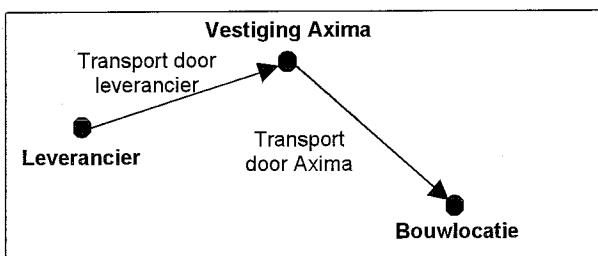 Vestiging Axima
Transport door
leverancier
Leverancier
Transport
door Axima
Bouwlocatie